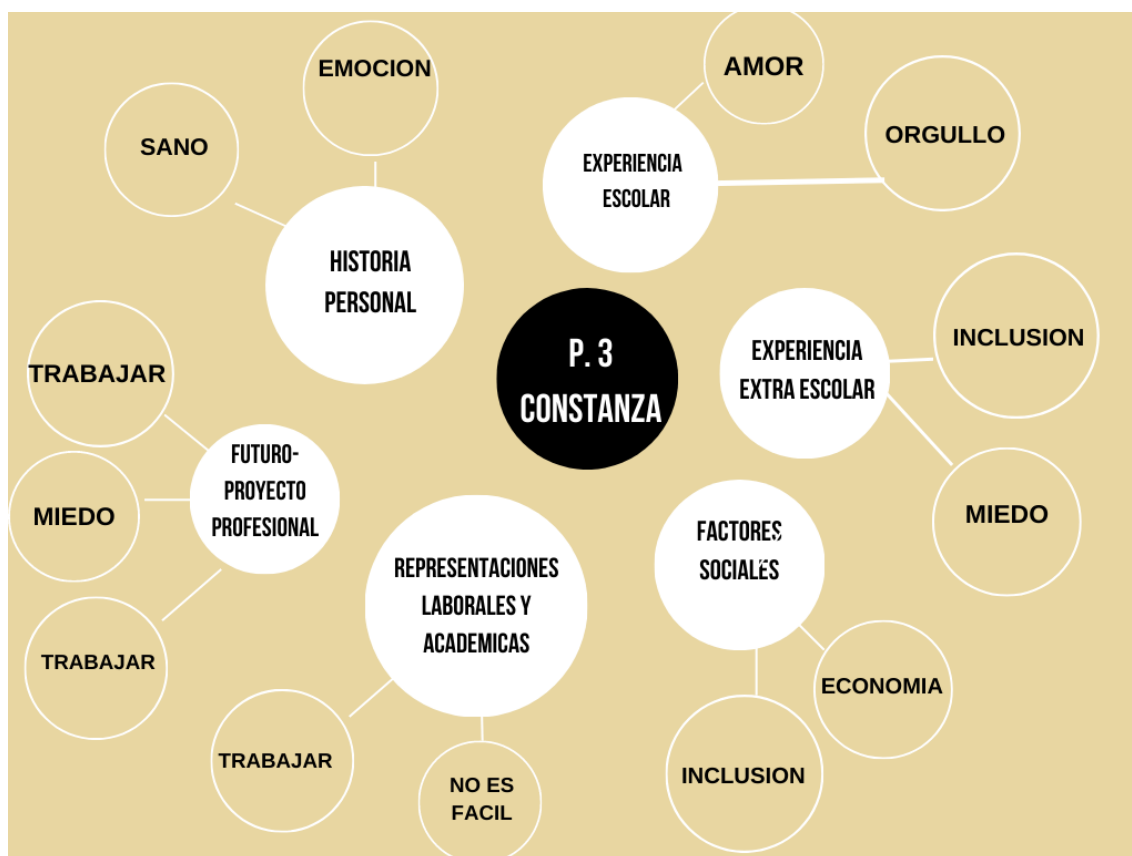 EMOCION
SANO
HISTORIA
PERSONAL
AMOR
ORGULLO
EXPERIENCIA
ESCOLAR
P. 3
CONSTANZA
EXPERIENCIA
EXTRA ESCOLAR
INCLUSION
MIEDO
TRABAJAR
MIEDO
TRABAJAR
FUTURO-
PROYECTO
PROFESIONAL
REPRESENTACIONES
LABORALES Y
ACADEMICAS
TRABAJAR
NO ES
FACIL
FACTORES
SOCIALES
ECONOMIA
INCLUSION